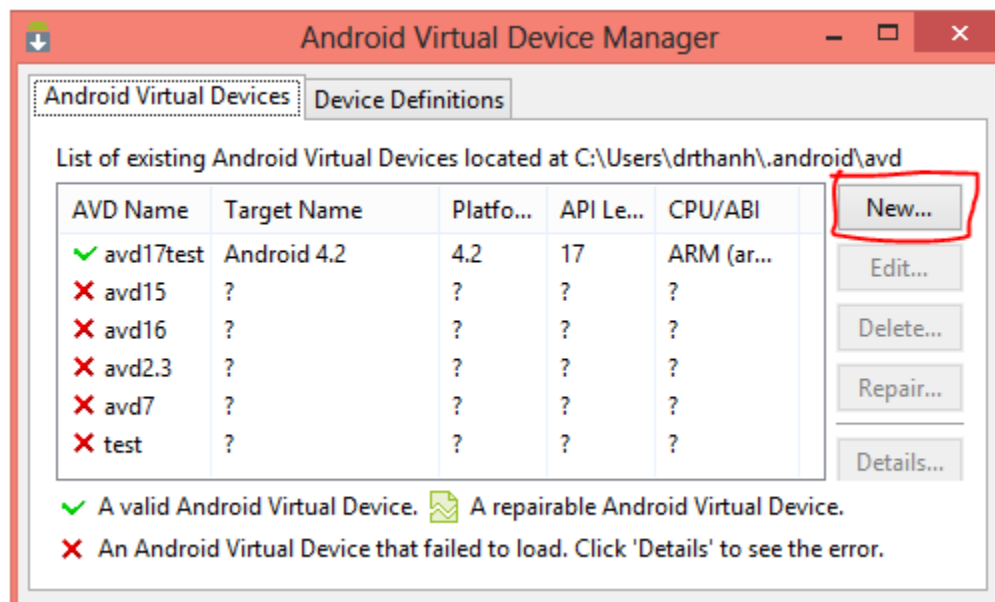 Android Virtual Device Manager
Android Virtual Devices Device Definitions
List of existing Android Virtual Devices located at C:\Users\drthanh\.android\avd
AVD Name Target Name Platfo... API Le... CPU/ABI New...
avd17test Android 4.2 4.2 17 ARM (ar...
Edit...
avd15 ? ? ? ?
avd16 ? ? ? ? Delete...
avd2.3 ? ? ? ?
Repair...
avd7 ? ? ? ?
test ? ? ? ?
Details...
A valid Android Virtual Device. A repairable Android Virtual Device.
An Android Virtual Device that failed to load. Click 'Details' to see the error.